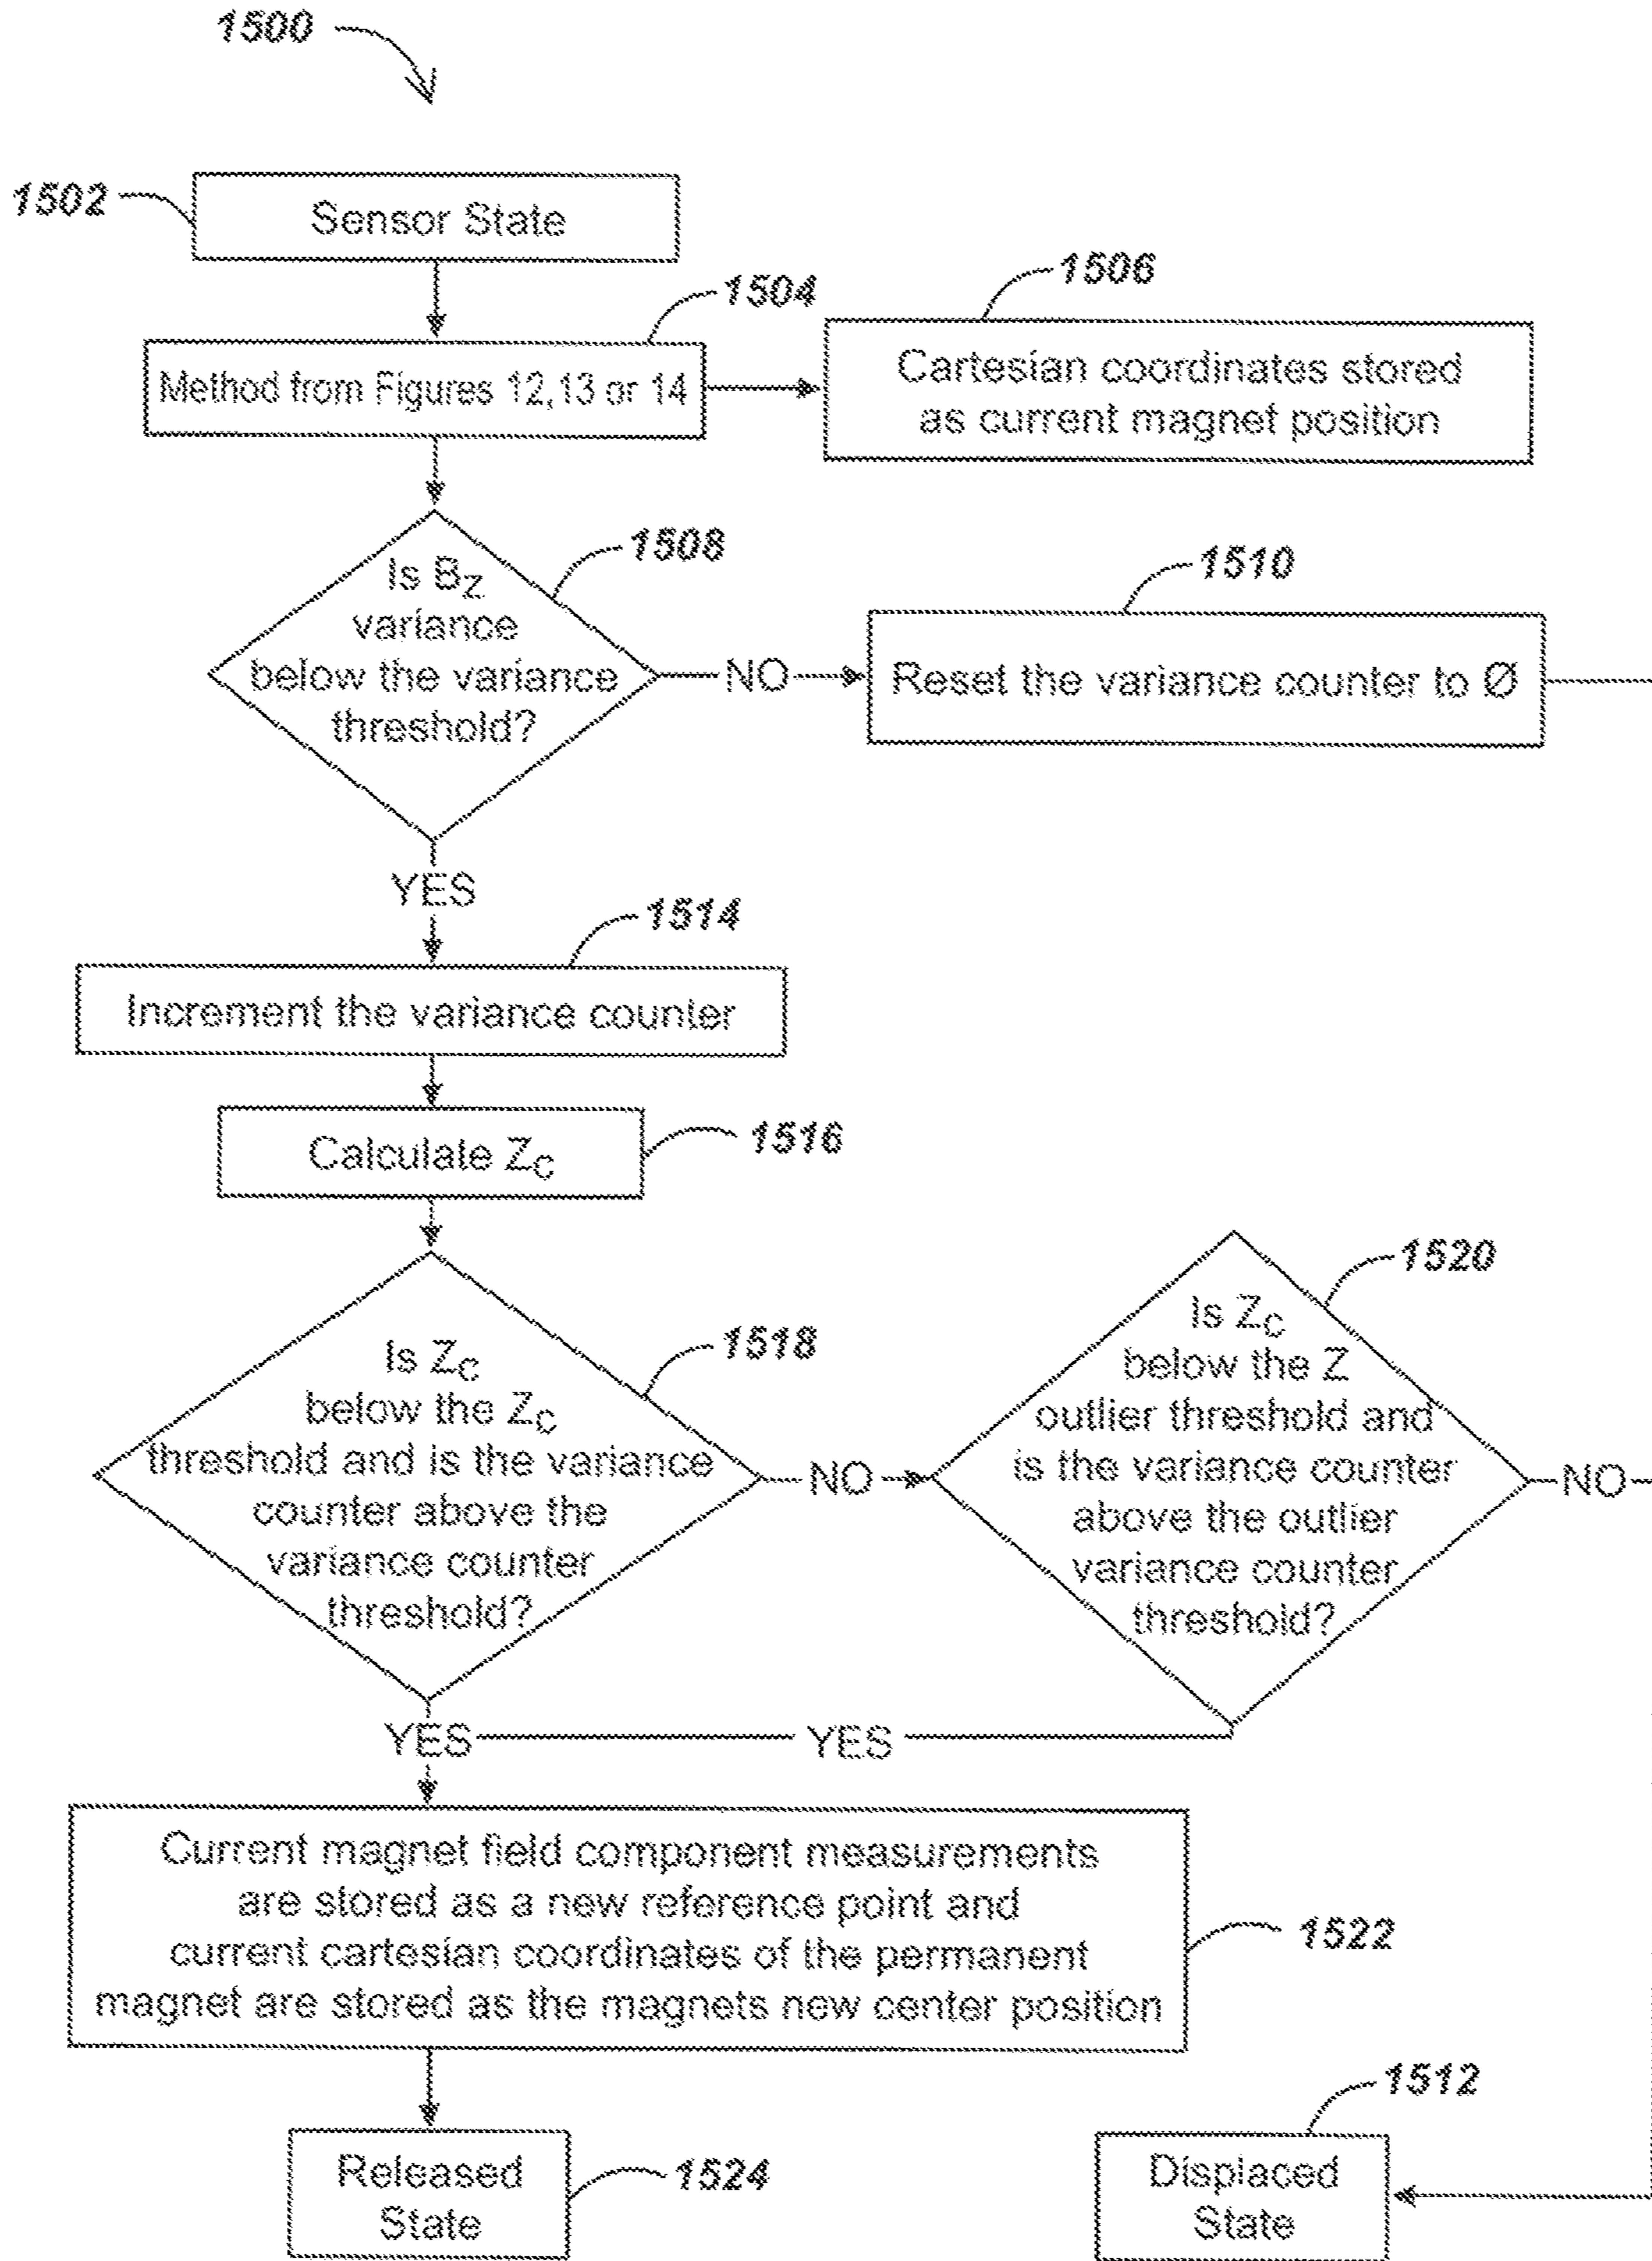 1500
1502
Sensor State
1504
Method from Figures 12, 13 or 14
1506
Cartesian coordinates stored
as current magnet position
1508
Is BZ
variance
below the variance
threshold?
NO
1510
Reset the variance counter to Ø
YES
1514
Increment the variance counter
1516
Calculate ZC
1518
Is ZC
below the ZC
threshold and is the variance
counter above the
variance counter
threshold?
NO
1520
Is ZC
below the Z
outlier threshold and
is the variance counter
above the outlier
variance counter
threshold?
NO
YES
YES
Current magnet field component measurements
are stored as a new reference point and
current cartesian coordinates of the permanent
magnet are stored as the magnets new center position
1522
Released
State
1524
1512
Displaced
State